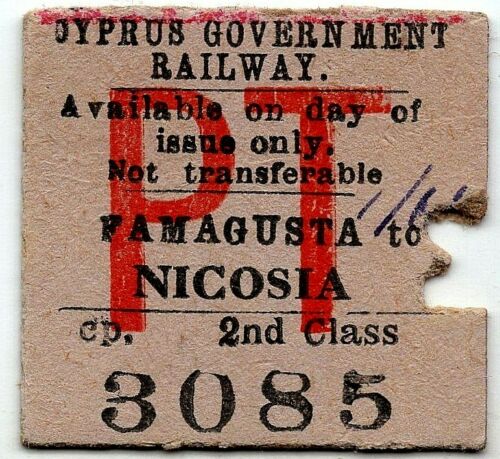 CYPRUS GOVERNMENT
RAILWAY.
Available on day of
issue only.
Not transferable
PT
FAMAGUSTA to
NICOSIA
cp. 2nd Class
3085